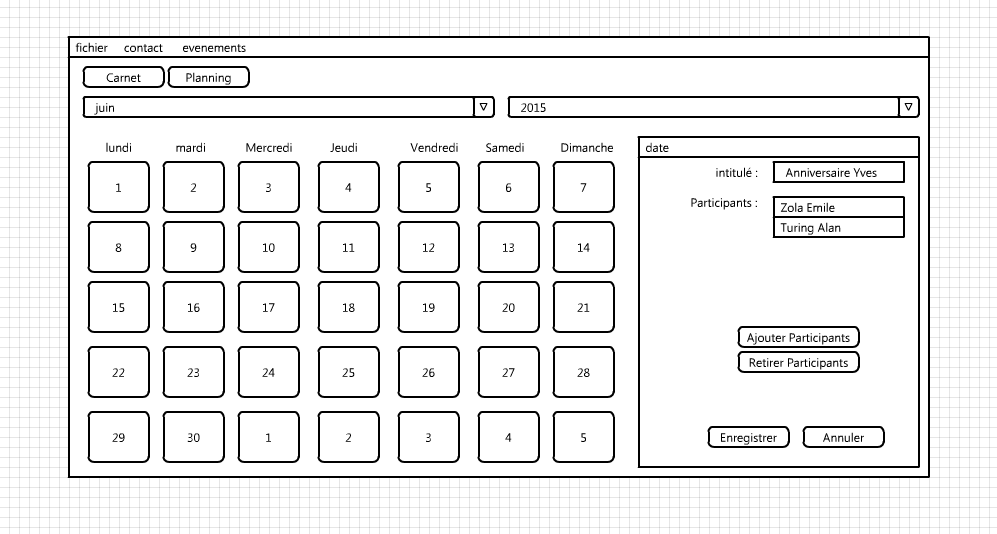 fichier contact evenements
Carnet Planning
juin 2015
lundi mardi Mercredi Jeudi Vendredi Samedi Dimanche
1 2 3 4 5 6 7
8 9 10 11 12 13 14
15 16 17 18 19 20 21
22 23 24 25 26 27 28
29 30 1 2 3 4 5
date
intitulé : Anniversaire Yves
Participants : Zola Emile
Turing Alan
Ajouter Participants
Retirer Participants
Enregistrer Annuler